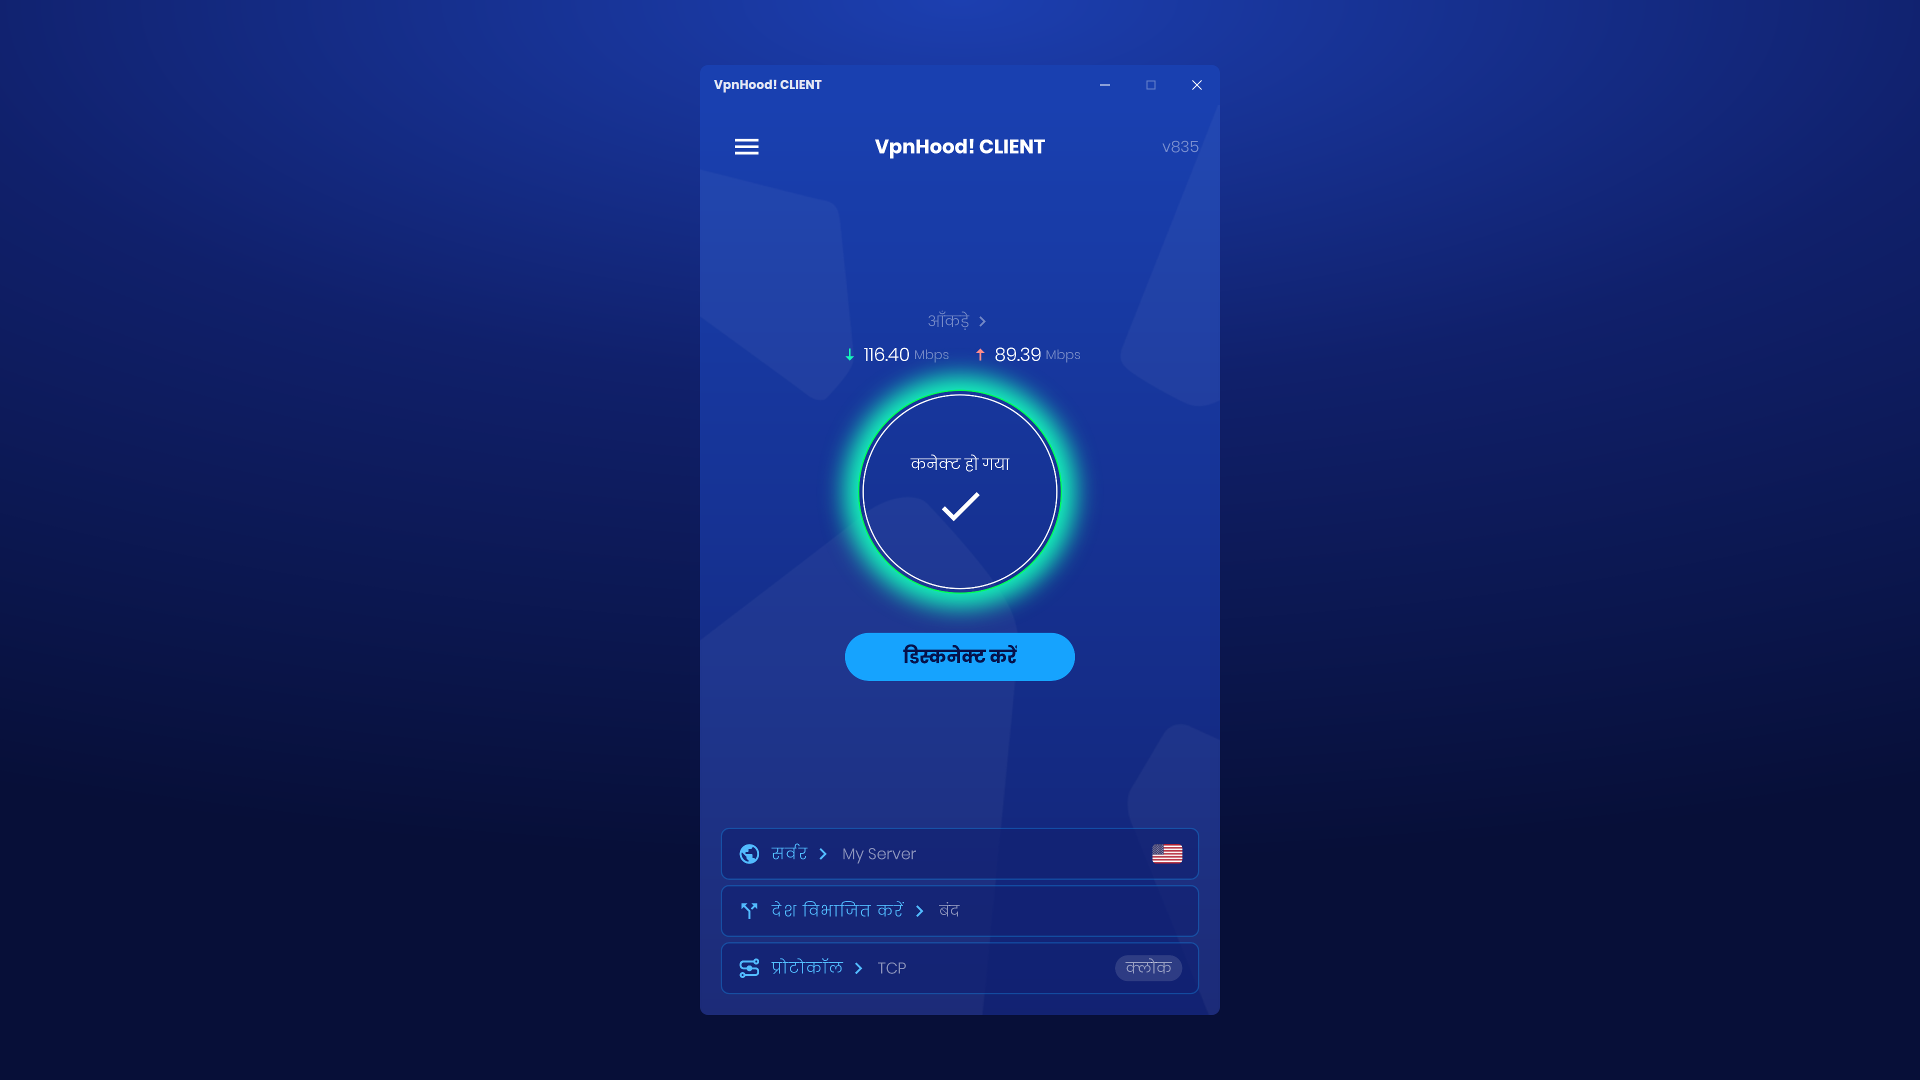 VpnHood! CLIENT
VpnHood! CLIENT
v835
आँकड़े
116.40 Mbps 89.39 Mbps
कनेक्ट हो गया
डिस्कनेक्ट करें
सर्वर My Server
देश विभाजित करें बंद
प्रोटोकॉल TCP क्लोक